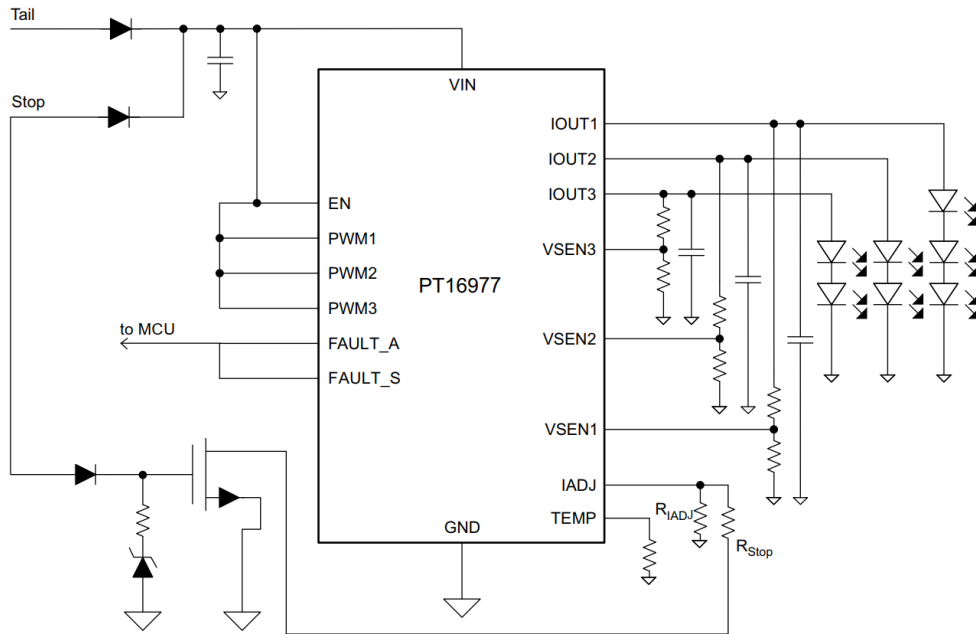 Tail
Stop
VIN
IOUT1
IOUT2
IOUT3
EN
PWM1
PWM2
PWM3
FAULT_A
FAULT_S
to MCU
PT16977
VSEN3
VSEN2
VSEN1
IADJ
TEMP
GND
RIADJ
RStop